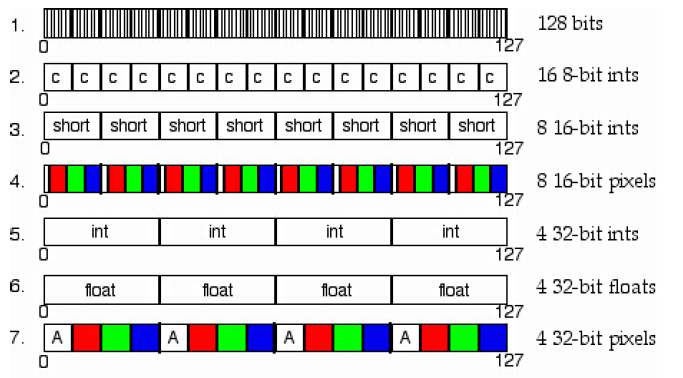 1. 128 bits
0 127
2. c c c c c c c c c c c c c c c c 16 8-bit ints
0 127
3. short short short short short short short short 8 16-bit ints
0 127
4. 8 16-bit pixels
0 127
5. int int int int 4 32-bit ints
0 127
6. float float float float 4 32-bit floats
0 127
7. A A A A 4 32-bit pixels
0 127